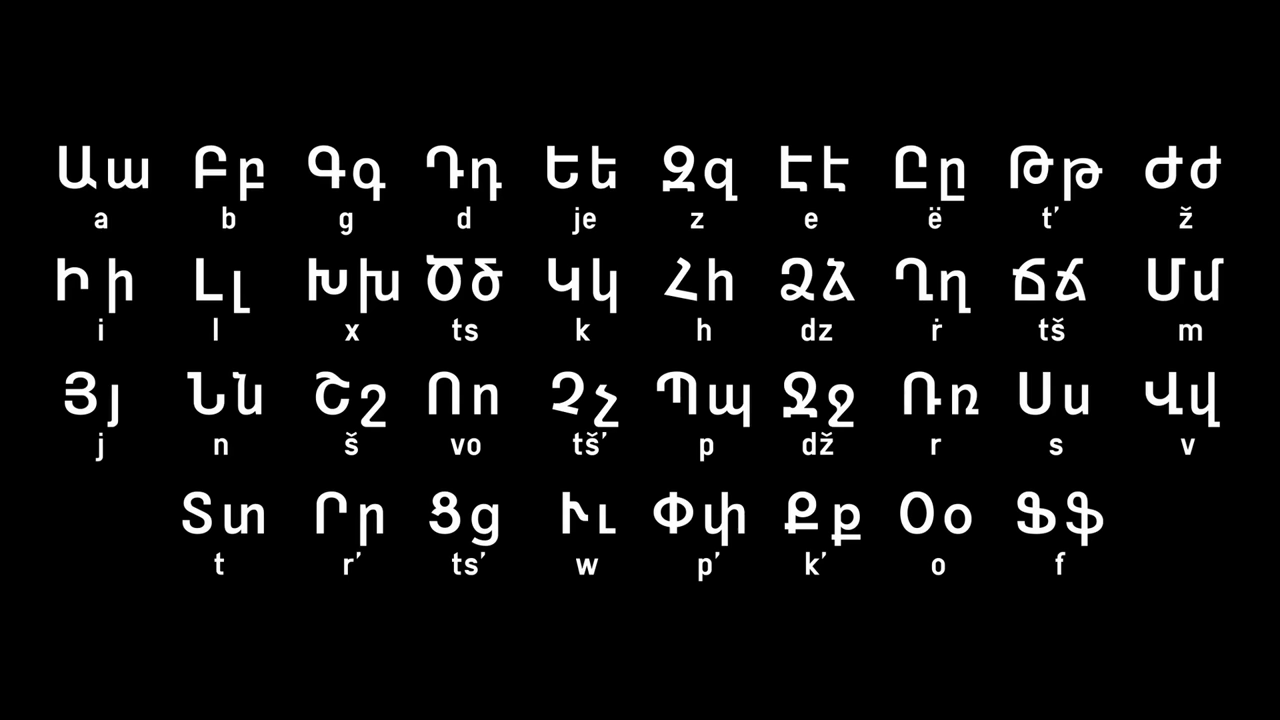 Աա Բբ Գգ Դդ Եե Զզ Էէ Ըը Թթ Ժժ
a b g d je z e ë t’ ž
Իի Լլ Խխ Ծծ Կկ Հհ Ձձ Ղղ Ճճ Մմ
i l x ts k h dz ṙ tš m
Յյ Նն Շշ Ոո Չչ Պպ Ջջ Ռռ Սս Վվ
j n š vo tš’ p dž r s v
Տտ Րր Ցց Ււ Փփ Քք Օօ Ֆֆ
t r’ ts’ w p’ k’ o f